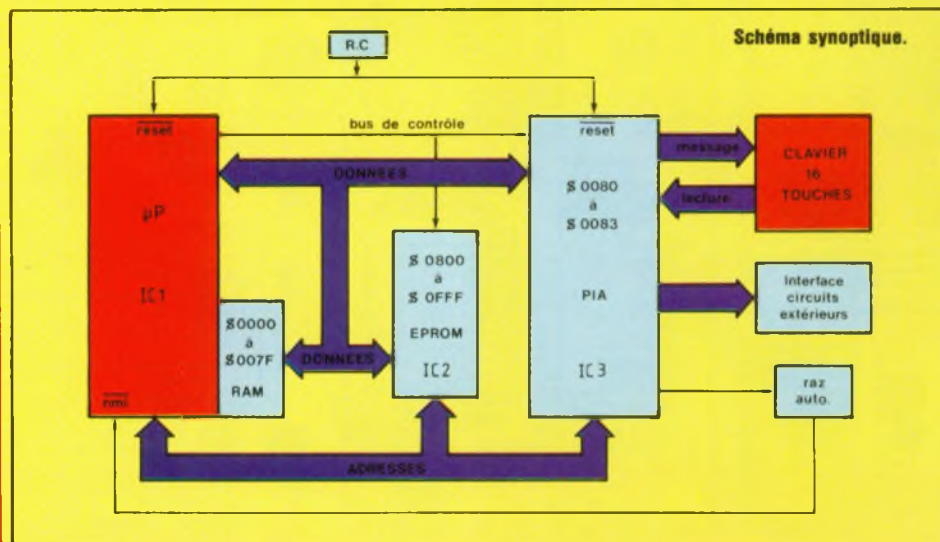 Schéma synoptique.
R.C
reset
bus de contrôle
reset
DONNEES
message
lecture
CLAVIER
16
TOUCHES
µP
IC1
$ 0080
à
$ 0083
PIA
IC3
$ 0800
à
$ 0FFF
EPROM
IC2
Interface
circuits
extérieurs
$0000
à
$007F
RAM
DONNEES
nmi
raz
auto.
ADRESSES